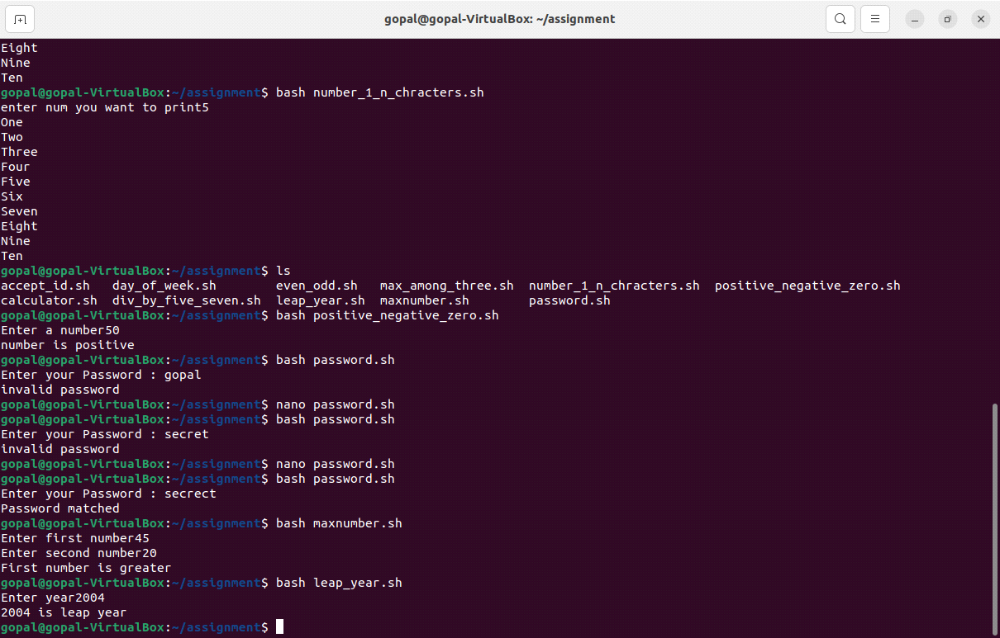 gopal@gopal-VirtualBox: ~/assignment
Eight
Nine
Ten
gopal@gopal-VirtualBox:~/assignment$ bash number_1_n_chracters.sh
enter num you want to print5
One
Two
Three
Four
Five
Six
Seven
Eight
Nine
Ten
gopal@gopal-VirtualBox:~/assignment$ ls
accept_id.sh   day_of_week.sh        even_odd.sh   max_among_three.sh  number_1_n_chracters.sh  positive_negative_zero.sh
calculator.sh  div_by_five_seven.sh  leap_year.sh  maxnumber.sh        password.sh
gopal@gopal-VirtualBox:~/assignment$ bash positive_negative_zero.sh
Enter a number50
number is positive
gopal@gopal-VirtualBox:~/assignment$ bash password.sh
Enter your Password : gopal
invalid password
gopal@gopal-VirtualBox:~/assignment$ nano password.sh
gopal@gopal-VirtualBox:~/assignment$ bash password.sh
Enter your Password : secret
invalid password
gopal@gopal-VirtualBox:~/assignment$ nano password.sh
gopal@gopal-VirtualBox:~/assignment$ bash password.sh
Enter your Password : secrect
Password matched
gopal@gopal-VirtualBox:~/assignment$ bash maxnumber.sh
Enter first number45
Enter second number20
First number is greater
gopal@gopal-VirtualBox:~/assignment$ bash leap_year.sh
Enter year2004
2004 is leap year
gopal@gopal-VirtualBox:~/assignment$